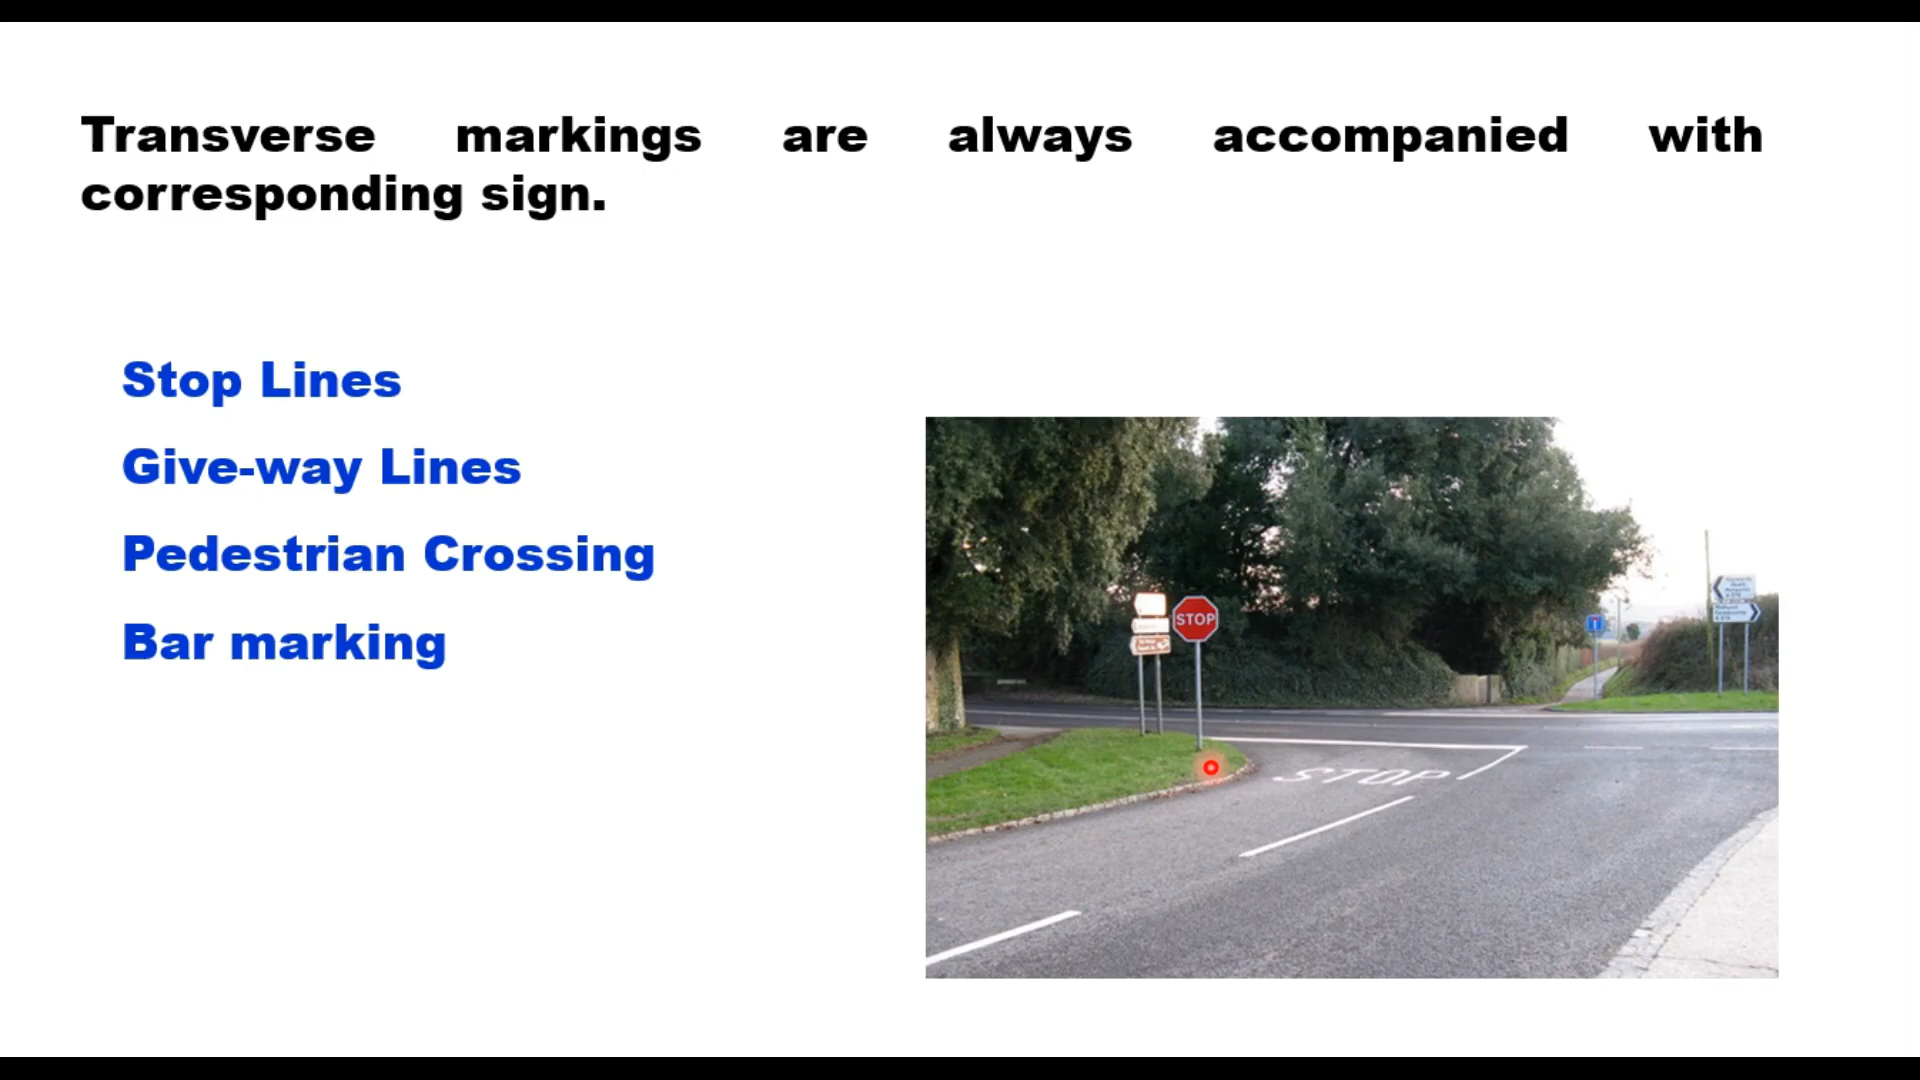 Transverse markings are always accompanied with
corresponding sign.
Stop Lines
Give-way Lines
Pedestrian Crossing
Bar marking
STOP
STOP